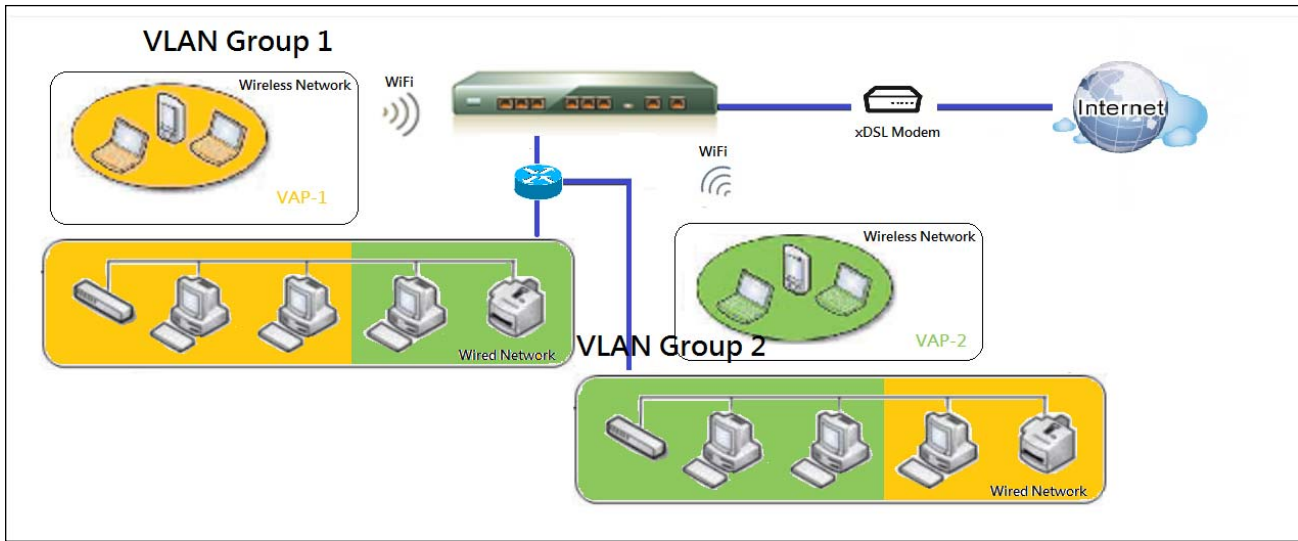 VLAN Group 1
Wireless Network
WiFi
VAP-1
xDSL Modem
Internet
WiFi
Wireless Network
VAP-2
Wired Network
VLAN Group 2
Wired Network